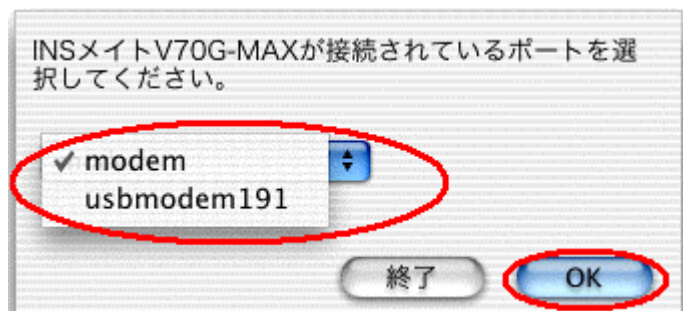 INSメイトV70G-MAXが接続されているポートを選
択してください。
✓ modem
usbmodem191
終了
OK